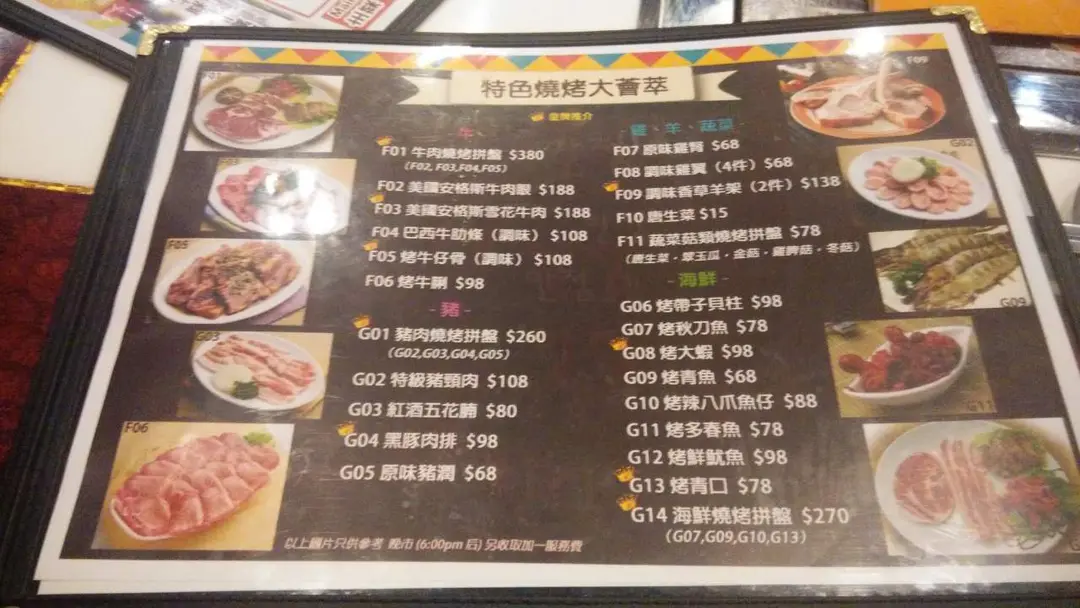 特色燒烤大薈萃
皇牌推介
- 牛 -
F01 牛肉燒烤拼盤 $380
(F02, F03,F04,F05)
F02 美國安格斯牛肉眼 $188
F03 美國安格斯雪花牛肉 $188
F04 巴西牛肋條（調味） $108
F05 烤牛仔骨（調味） $108
F06 烤牛脷 $98
- 豬 -
G01 豬肉燒烤拼盤 $260
(G02,G03,G04,G05)
G02 特級豬頸肉 $108
G03 紅酒五花腩 $80
G04 黑豚肉排 $98
G05 原味豬潤 $68
以上圖片只供參考 晚市 (6:00pm 后) 另收取加一服務費
- 雞、羊、蔬菜 -
F07 原味雞腎 $68
F08 調味雞翼（4件） $68
F09 調味香草羊架（2件） $138
F10 唐生菜 $15
F11 蔬菜菇類燒烤拼盤 $78
(唐生菜・翠玉瓜・金菇・雞脾菇・冬菇)
- 海鮮 -
G06 烤帶子貝柱 $98
G07 烤秋刀魚 $78
G08 烤大蝦 $98
G09 烤青魚 $68
G10 烤辣八爪魚仔 $88
G11 烤多春魚 $78
G12 烤鮮魷魚 $98
G13 烤青口 $78
G14 海鮮燒烤拼盤 $270
(G07,G09,G10,G13)
F05
G03
F06
F09
G02
G09
G11